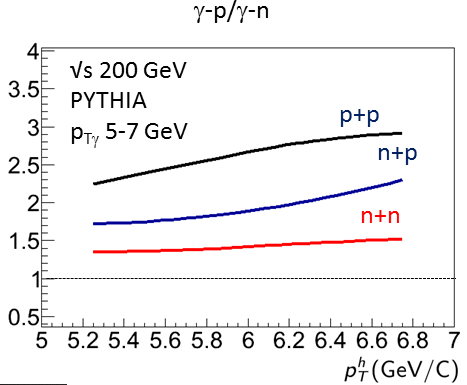 γ-p/γ-n
√s 200 GeV
PYTHIA
pTγ 5-7 GeV
p+p
n+p
n+n
4
3.5
3
2.5
2
1.5
1
0.5
5 5.2 5.4 5.6 5.8 6 6.2 6.4 6.6 6.8 7
p_T^h (GeV/C)